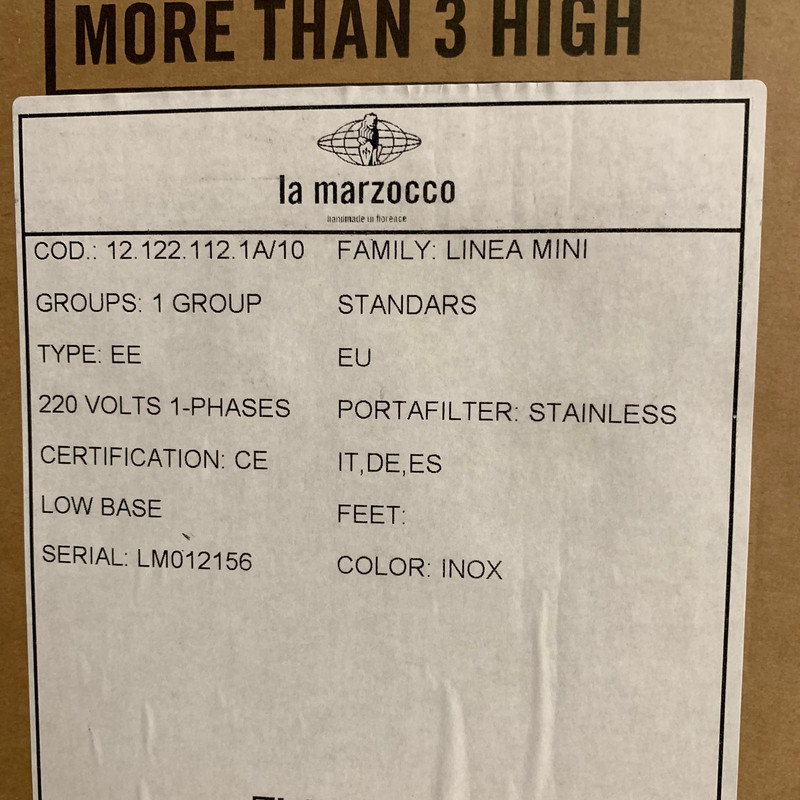 MORE THAN 3 HIGH
la marzocco
handmade in florence
COD.: 12.122.112.1A/10 FAMILY: LINEA MINI
GROUPS: 1 GROUP STANDARS
TYPE: EE EU
220 VOLTS 1-PHASES PORTAFILTER: STAINLESS
CERTIFICATION: CE IT,DE,ES
LOW BASE FEET:
SERIAL: LM012156 COLOR: INOX